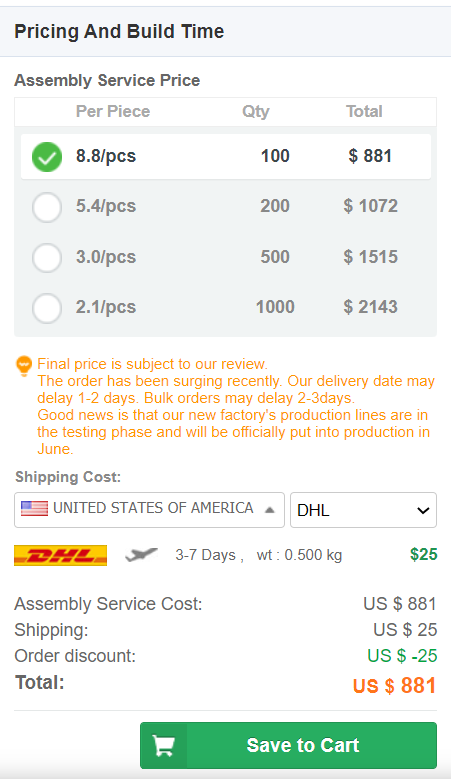 Pricing And Build Time
Assembly Service Price
Per Piece Qty Total
8.8/pcs 100 $ 881
5.4/pcs 200 $ 1072
3.0/pcs 500 $ 1515
2.1/pcs 1000 $ 2143
Final price is subject to our review.
The order has been surging recently. Our delivery date may
delay 1-2 days. Bulk orders may delay 2-3days.
Good news is that our new factory's production lines are in
the testing phase and will be officially put into production in
June.
Shipping Cost:
UNITED STATES OF AMERICA DHL
DHL 3-7 Days , wt : 0.500 kg $25
Assembly Service Cost: US $ 881
Shipping: US $ 25
Order discount: US $ -25
Total: US $ 881
Save to Cart